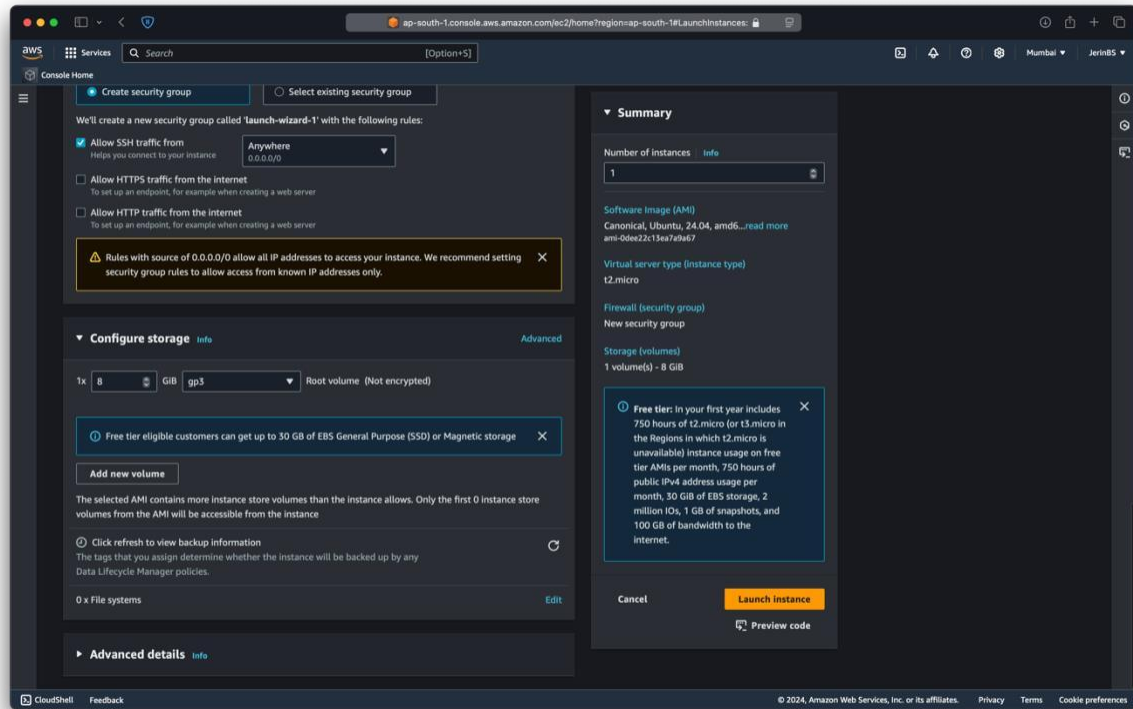 ap-south-1.console.aws.amazon.com/ec2/home?region=ap-south-1#LaunchInstances:
aws
Services
Search
[Option+S]
Mumbai
JerinBS
Console Home
Create security group
Select existing security group
We'll create a new security group called 'launch-wizard-1' with the following rules:
Allow SSH traffic from
Helps you connect to your instance
Anywhere
0.0.0.0/0
Allow HTTPS traffic from the internet
To set up an endpoint, for example when creating a web server
Allow HTTP traffic from the internet
To set up an endpoint, for example when creating a web server
Rules with source of 0.0.0.0/0 allow all IP addresses to access your instance. We recommend setting
security group rules to allow access from known IP addresses only.
Configure storage Info
Advanced
1x 8 GiB gp3 Root volume (Not encrypted)
Free tier eligible customers can get up to 30 GB of EBS General Purpose (SSD) or Magnetic storage
Add new volume
The selected AMI contains more instance store volumes than the instance allows. Only the first 0 instance store
volumes from the AMI will be accessible from the instance
Click refresh to view backup information
The tags that you assign determine whether the instance will be backed up by any
Data Lifecycle Manager policies.
0 x File systems
Edit
Advanced details Info
Summary
Number of instances Info
1
Software Image (AMI)
Canonical, Ubuntu, 24.04, amd6...read more
ami-0dee22c13ea7a9a67
Virtual server type (instance type)
t2.micro
Firewall (security group)
New security group
Storage (volumes)
1 volume(s) - 8 GiB
Free tier: In your first year includes
750 hours of t2.micro (or t3.micro in
the Regions in which t2.micro is
unavailable) instance usage on free
tier AMIs per month, 750 hours of
public IPv4 address usage per
month, 30 GiB of EBS storage, 2
million IOs, 1 GB of snapshots, and
100 GB of bandwidth to the
internet.
Cancel
Launch instance
Preview code
CloudShell
Feedback
© 2024, Amazon Web Services, Inc. or its affiliates.
Privacy
Terms
Cookie preferences